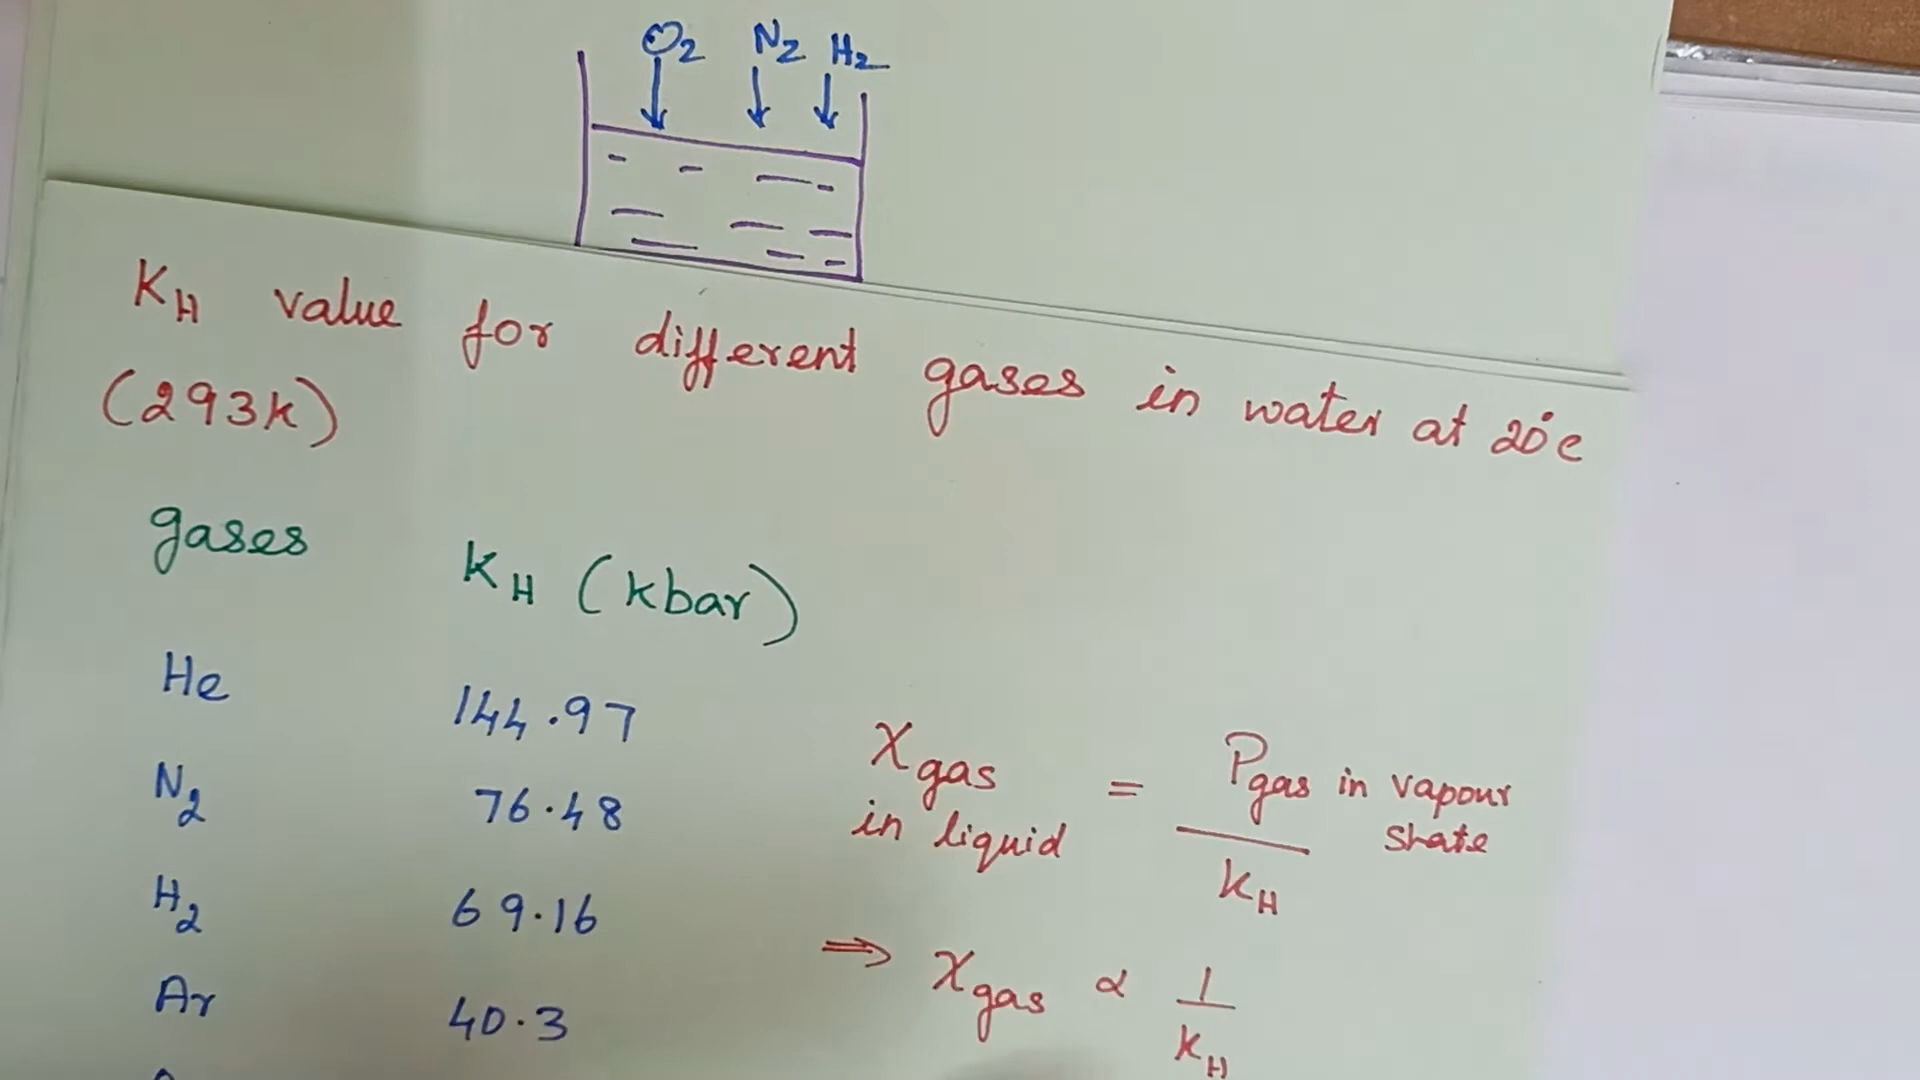 O2 N2 H2
KH value for different gases in water at 20°c
(293k)
gases KH (kbar)
He 144.97
N2 76.48
H2 69.16
Ar 40.3
Xgas in liquid = Pgas in vapour state / KH
⇒ Xgas ∝ 1/KH